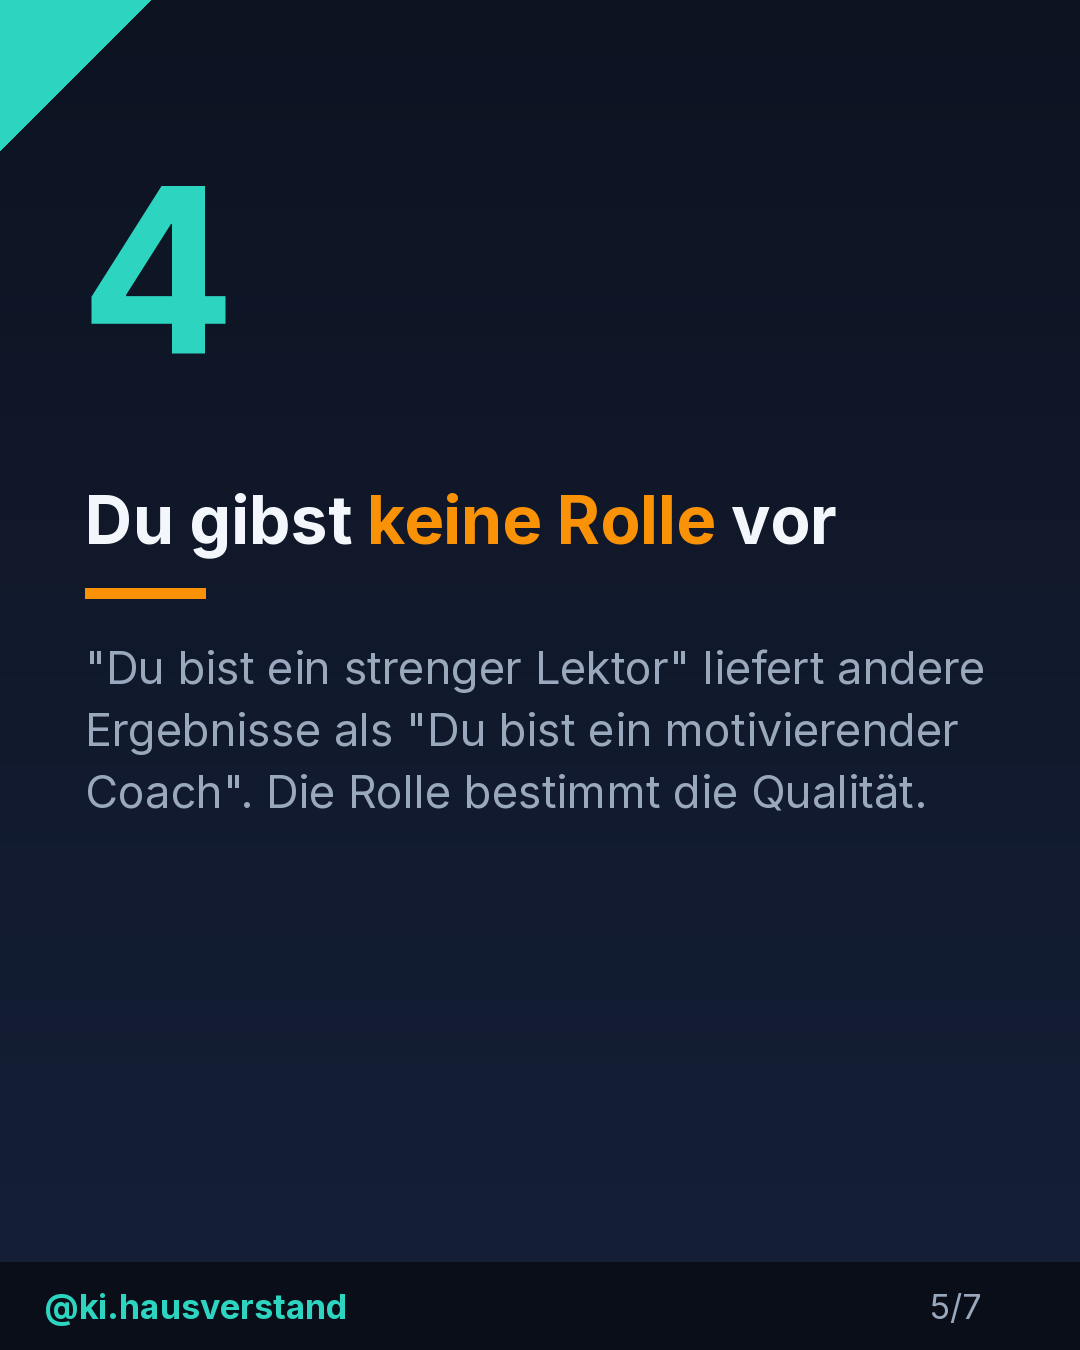 4
Du gibst keine Rolle vor
"Du bist ein strenger Lektor" liefert andere
Ergebnisse als "Du bist ein motivierender
Coach". Die Rolle bestimmt die Qualität.
@ki.hausverstand
5/7